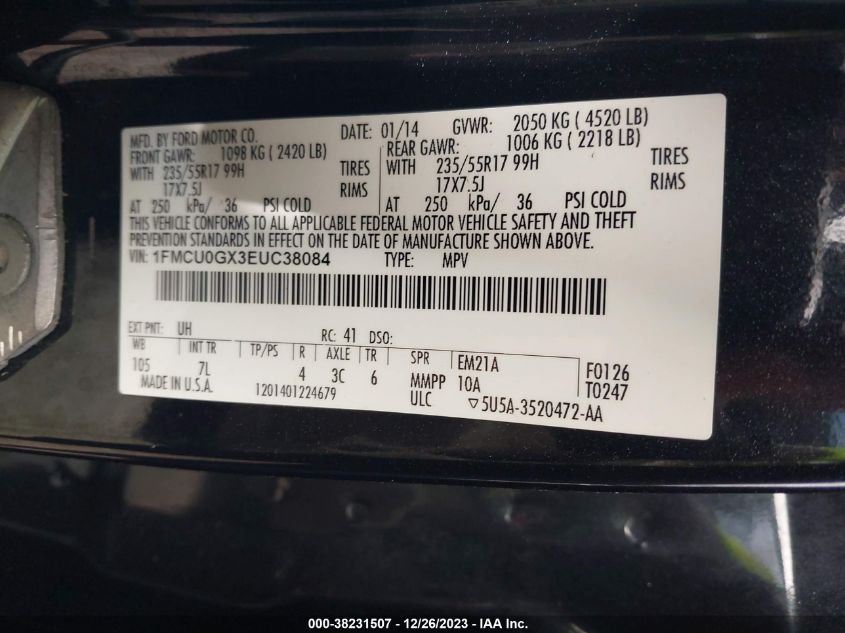 MFD. BY FORD MOTOR CO.
DATE: 01/14 GVWR: 2050 KG ( 4520 LB)
FRONT GAWR: 1098 KG ( 2420 LB) REAR GAWR: 1006 KG ( 2218 LB)
WITH 235/55R17 99H TIRES WITH 235/55R17 99H TIRES
17X7.5J RIMS 17X7.5J RIMS
AT 250 kPa/ 36 PSI COLD AT 250 kPa/ 36 PSI COLD
THIS VEHICLE CONFORMS TO ALL APPLICABLE FEDERAL MOTOR VEHICLE SAFETY AND THEFT
PREVENTION STANDARDS IN EFFECT ON THE DATE OF MANUFACTURE SHOWN ABOVE.
VIN: 1FMCU0GX3EUC38084 TYPE: MPV
EXT PNT: UH RC: 41 DSO:
WB INT TR TP/PS R AXLE TR SPR EM21A F0126
105 7L 4 3C 6 MMPP 10A T0247
MADE IN U.S.A. 1201401224679 ULC ▽5U5A-3520472-AA
000-38231507 - 12/26/2023 - IAA Inc.